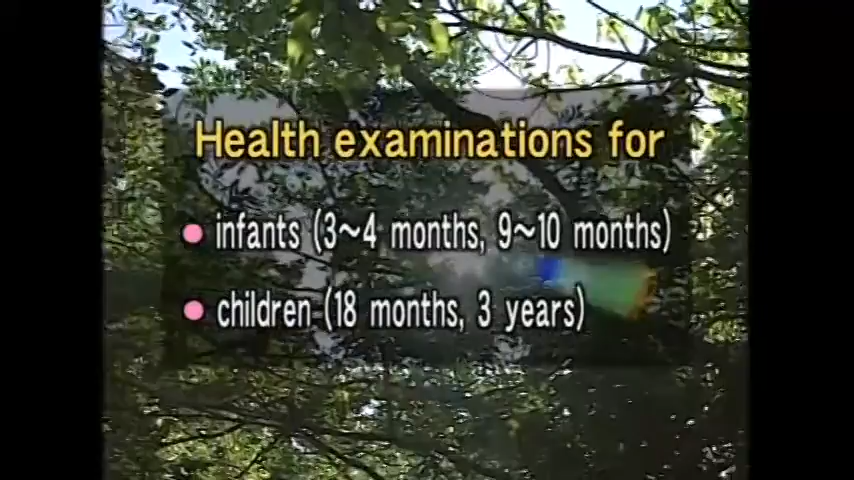 Health examinations for
● infants (3~4 months, 9~10 months)
● children (18 months, 3 years)